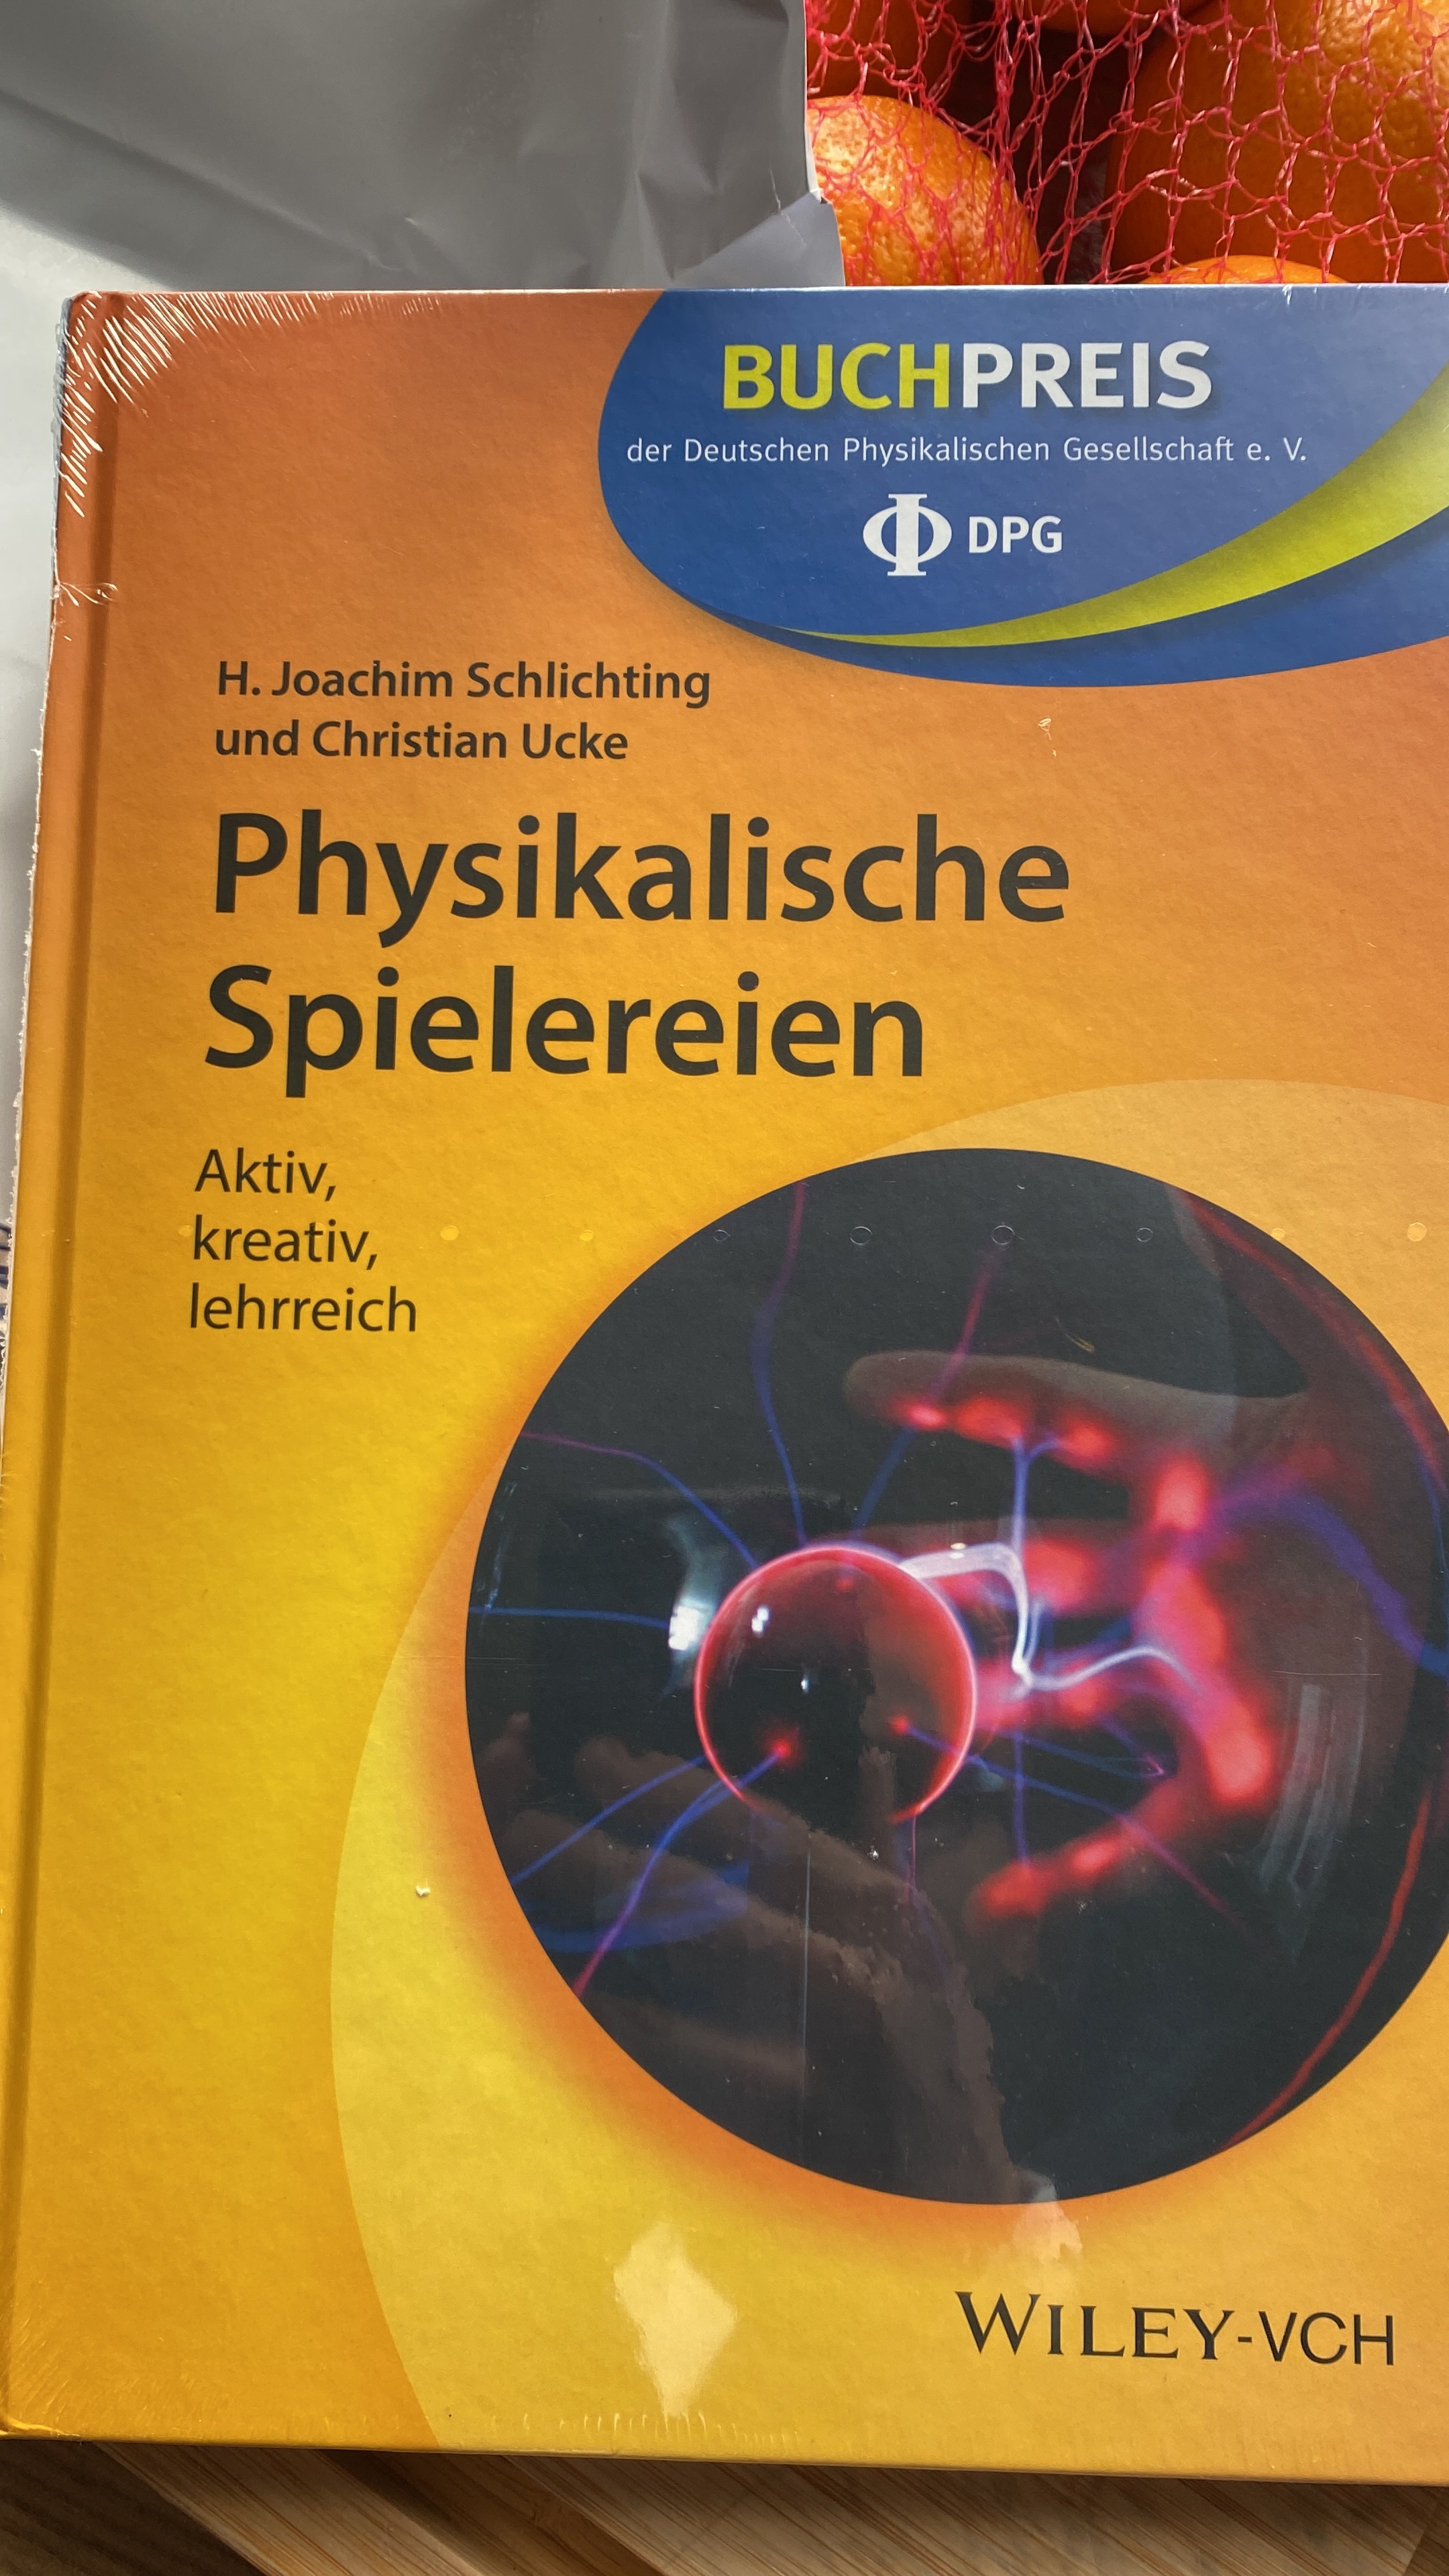 BUCHPREIS
der Deutschen Physikalischen Gesellschaft e. V.
DPG
H. Joachim Schlichting
und Christian Ucke
Physikalische
Spielereien
Aktiv,
kreativ,
lehrreich
WILEY-VCH